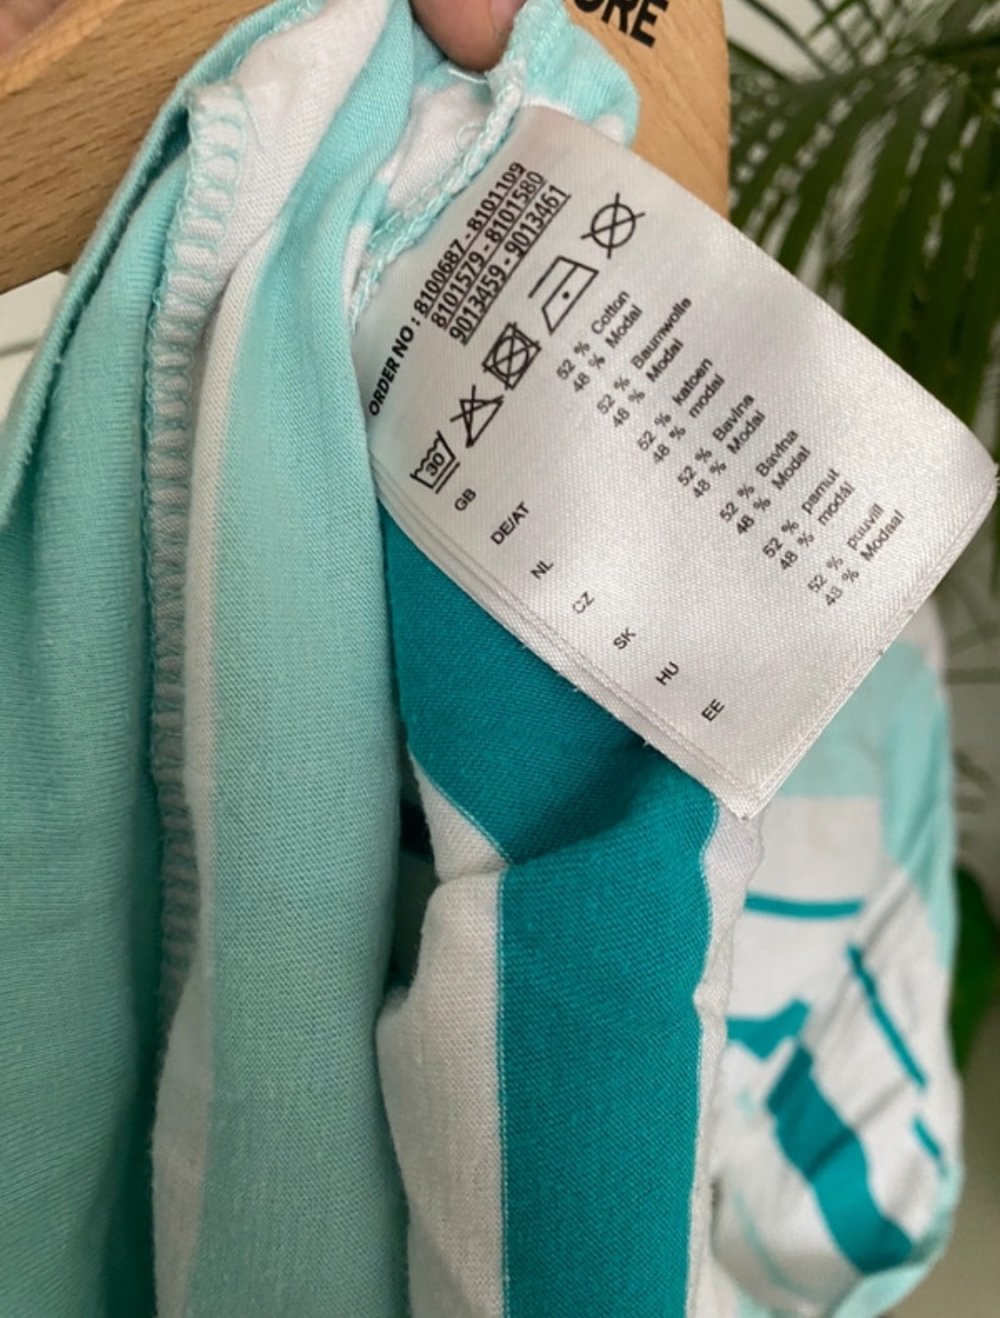 ORE
ORDER NO : 8100687 - 8101109
8101579 - 8101580
9013459 - 9013461
30
GB 52 % Cotton
48 % Modal
DE/AT 52 % Baumwolle
48 % Modal
NL 52 % katoen
48 % modal
CZ 52 % Bavlna
48 % Modal
SK 52 % Bavlna
48 % Modal
HU 52 % pamut
48 % modál
EE 52 % puuvill
48 % Modaal